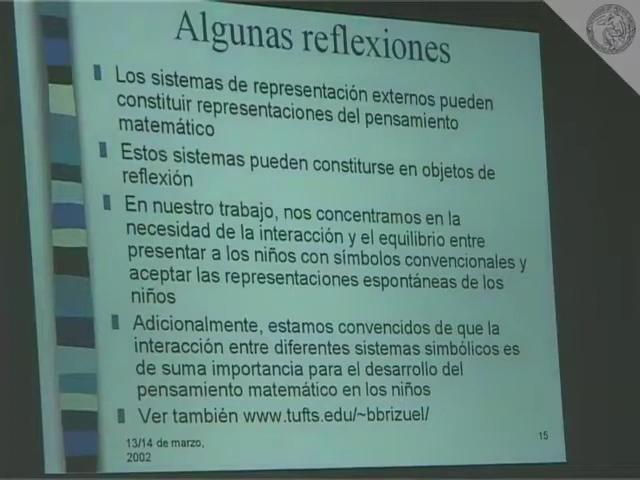 Algunas reflexiones
Los sistemas de representación externos pueden
constituir representaciones del pensamiento
matemático
Estos sistemas pueden constituirse en objetos de
reflexión
En nuestro trabajo, nos concentramos en la
necesidad de la interacción y el equilibrio entre
presentar a los niños con símbolos convencionales y
aceptar las representaciones espontáneas de los
niños
Adicionalmente, estamos convencidos de que la
interacción entre diferentes sistemas simbólicos es
de suma importancia para el desarrollo del
pensamiento matemático en los niños
Ver también www.tufts.edu/~bbrizuel/
13/14 de marzo,
2002
15